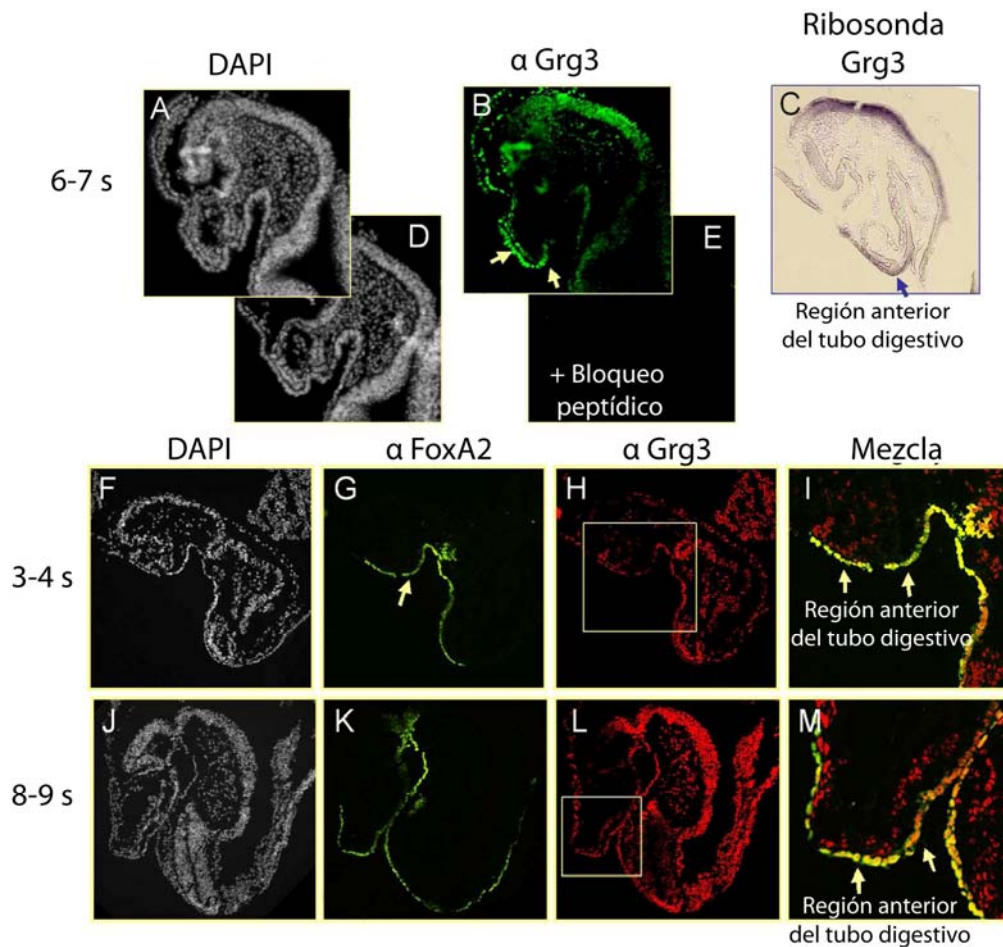 DAPI
α Grg3
Ribosonda
Grg3
6-7 s
A
B
C
D
E
+ Bloqueo
peptídico
Región anterior
del tubo digestivo
DAPI
α FoxA2
α Grg3
Mezcla
3-4 s
F
G
H
I
Región anterior
del tubo digestivo
8-9 s
J
K
L
M
Región anterior
del tubo digestivo